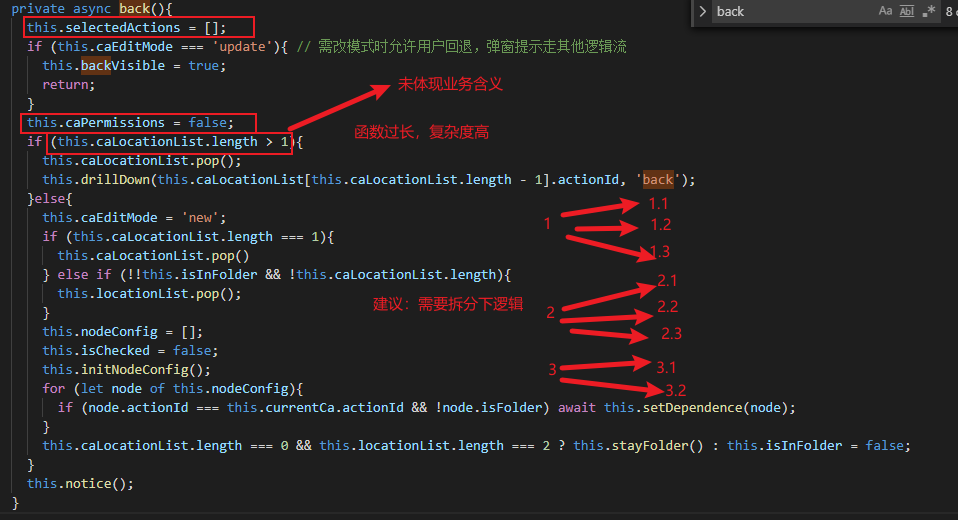 private async back(){
back
Aa Abl .*
8
this.selectedActions = [];
if (this.caEditMode === 'update'){ // 需改模式时允许用户回退，弹窗提示走其他逻辑流
this.backVisible = true;
return;
未体现业务含义
}
this.caPermissions = false;
函数过长，复杂度高
if (this.caLocationList.length > 1){
this.caLocationList.pop();
this.drillDown(this.caLocationList[this.caLocationList.length - 1].actionId, 'back');
}else{
1.1
this.caEditMode = 'new';
1
1.2
if (this.caLocationList.length === 1){
this.caLocationList.pop()
1.3
} else if (!!this.isInFolder && !this.caLocationList.length){
2.1
this.locationList.pop();
建议：需要拆分下逻辑
2
2.2
}
this.nodeConfig = [];
2.3
this.isChecked = false;
this.initNodeConfig();
3
3.1
for (let node of this.nodeConfig){
3.2
if (node.actionId === this.currentCa.actionId && !node.isFolder) await this.setDependence(node);
}
this.caLocationList.length === 0 && this.locationList.length === 2 ? this.stayFolder() : this.isInFolder = false;
}
this.notice();
}